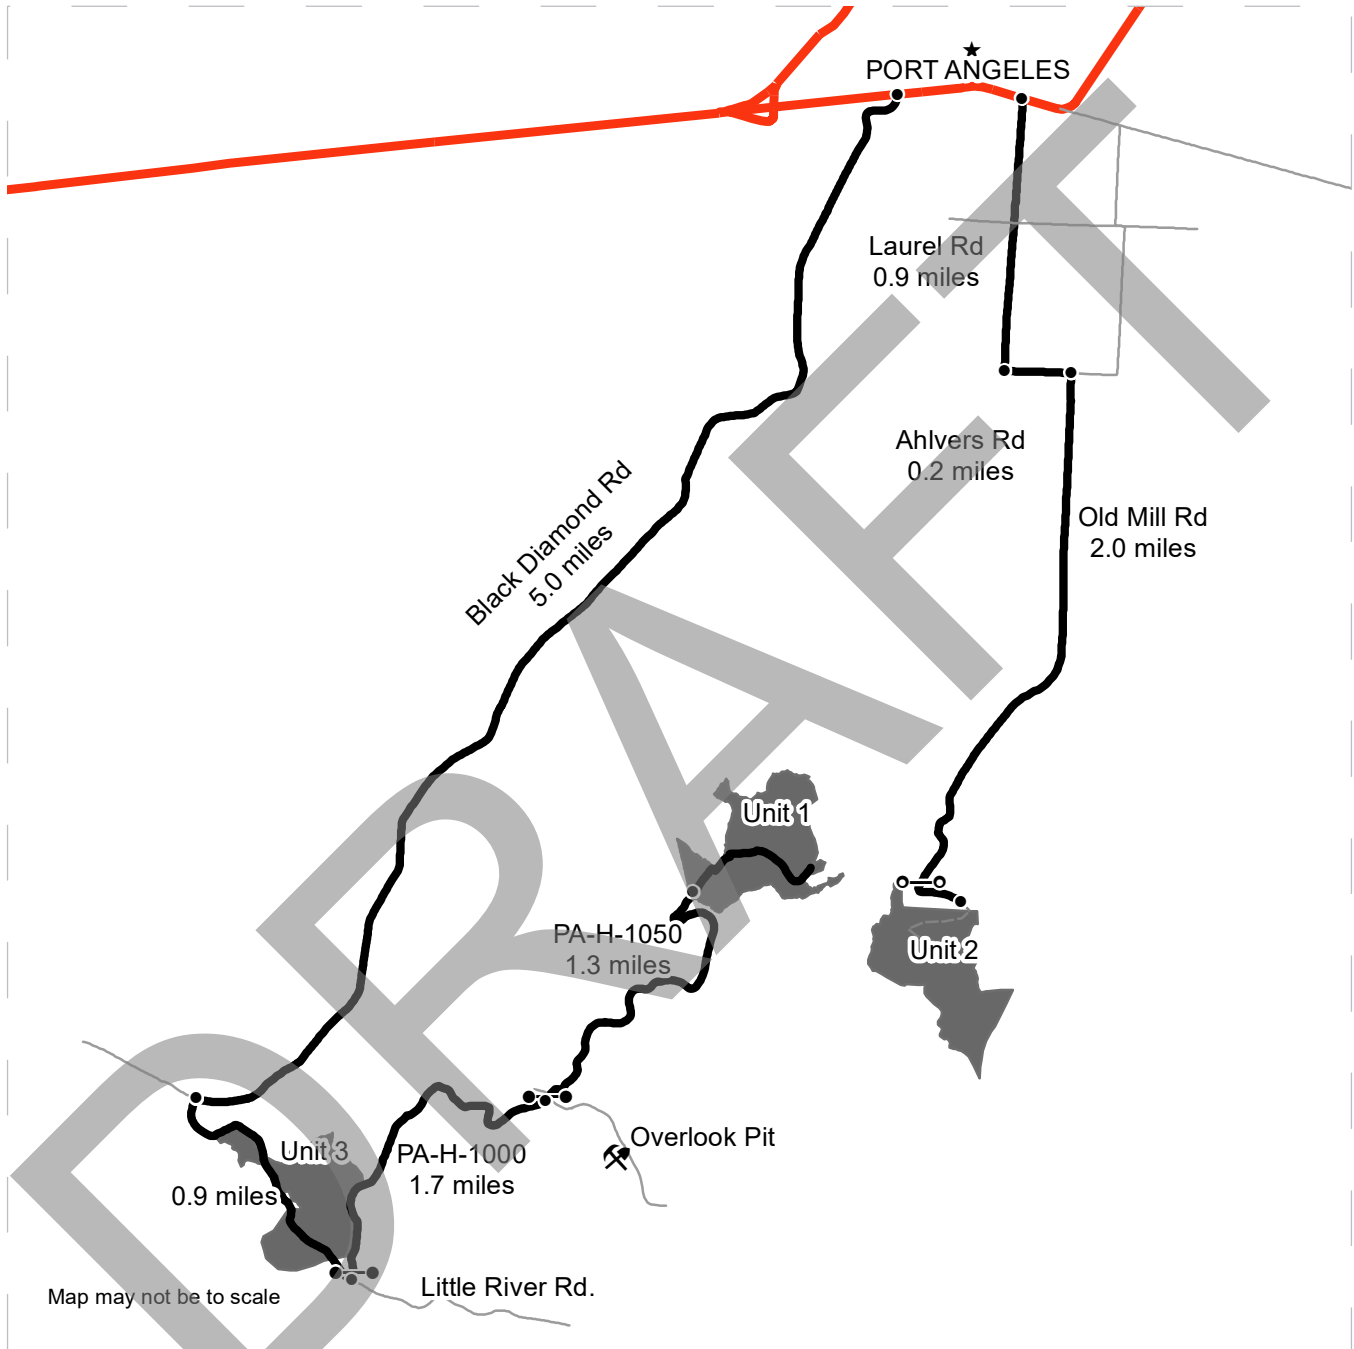 PORT ANGELES
Laurel Rd
0.9 miles
Ahlvers Rd
0.2 miles
Black Diamond Rd
5.0 miles
Old Mill Rd
2.0 miles
Unit 1
PA-H-1050
1.3 miles
Unit 2
Unit 3
PA-H-1000
1.7 miles
Overlook Pit
0.9 miles
Little River Rd.
Map may not be to scale
DRAFT